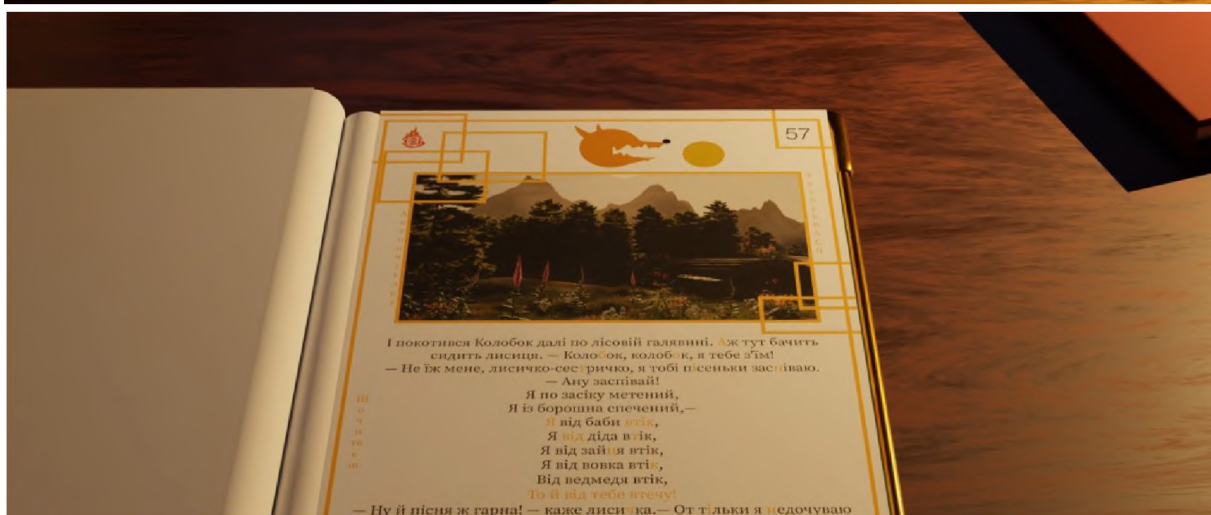 57
І покотився Колобок далі по лісовій галявині. Аж тут бачить
сидить лисиця. — Колобок, колобок, я тебе з'їм!
— Не їж мене, лисичко-сестричко, я тобі пісеньки заспіваю.
— Ану заспівай!
Я по засіку метений,
Я із борошна спечений,—
Я від баби втік,
Я від діда втік,
Я від зайця втік,
Я від вовка втік,
Від ведмедя втік,
То й від тебе втечу!
— Ну й пісня ж гарна! — каже лисичка.— От тільки я недочуваю